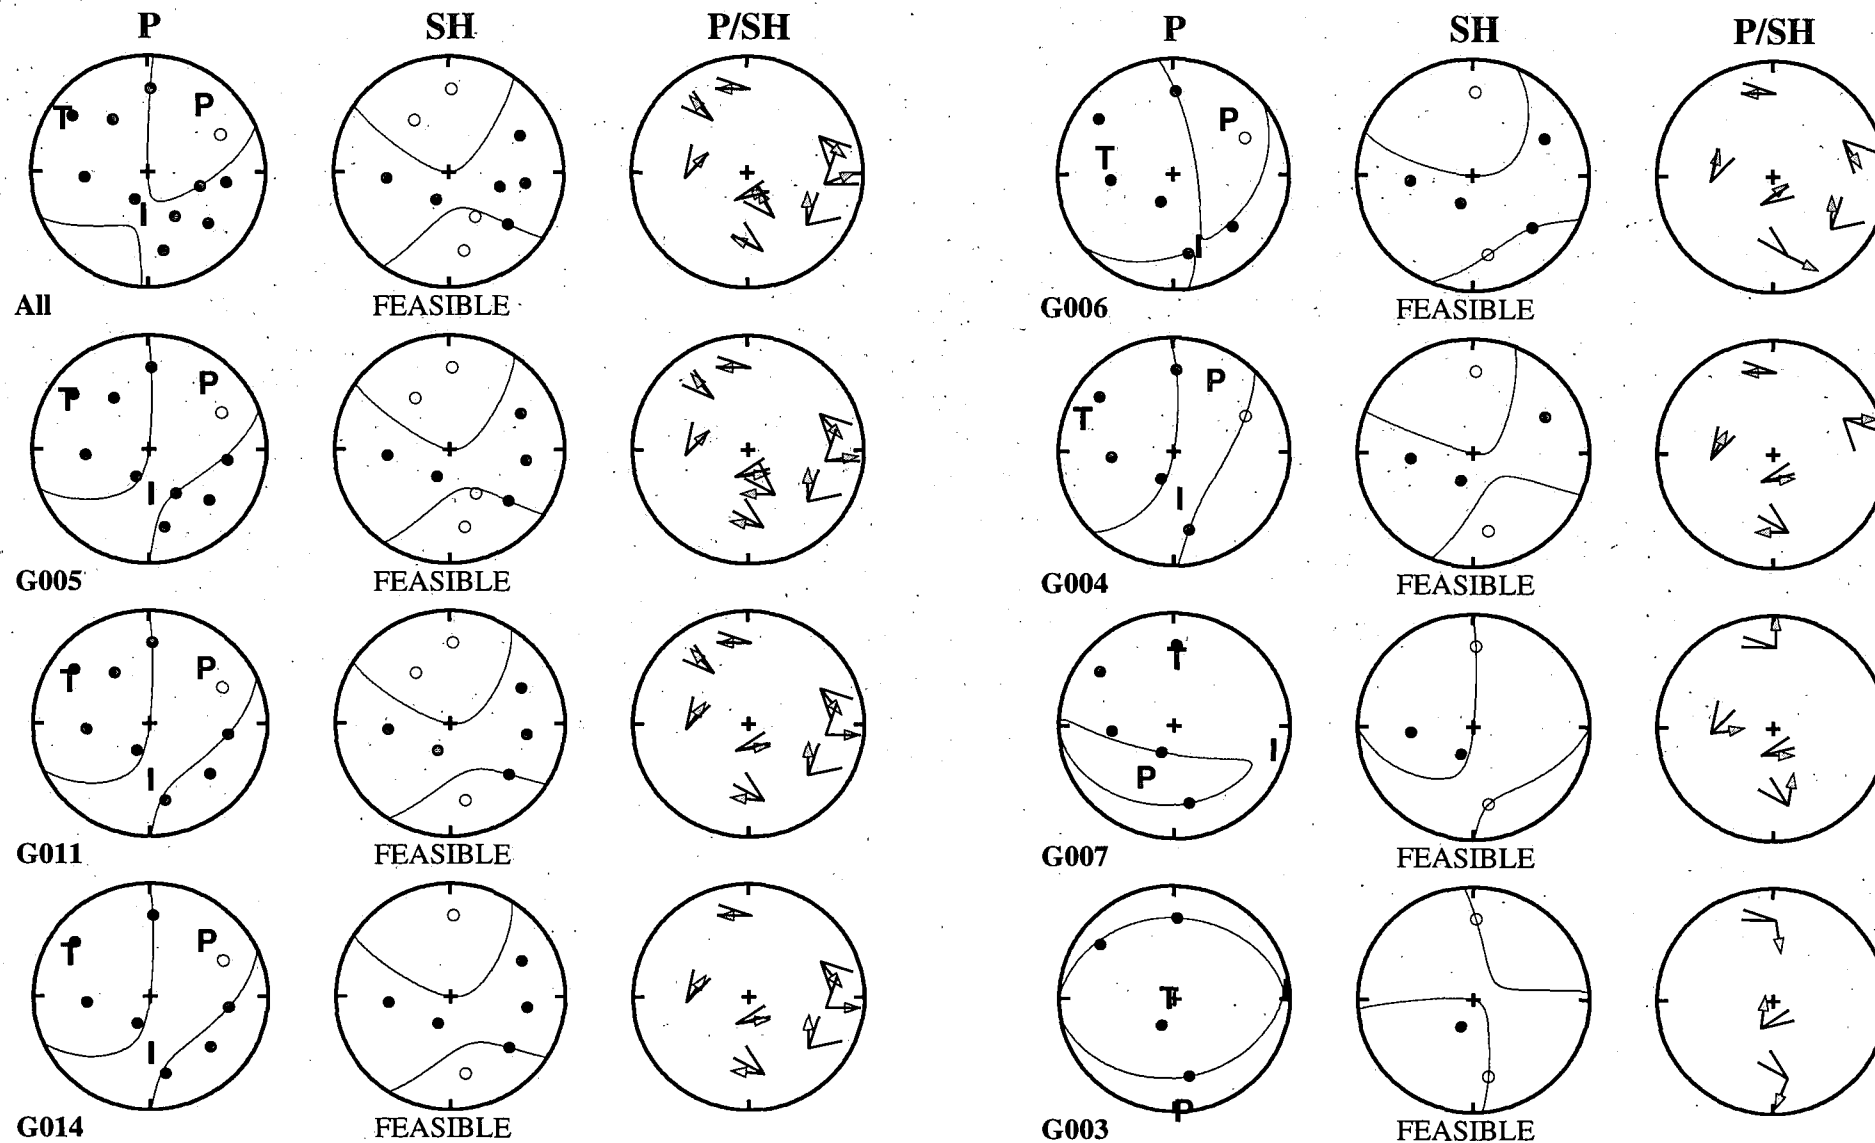 P SH P/SH
T P I
All FEASIBLE
T P I
G005 FEASIBLE
T P I
G011 FEASIBLE
T P I
G014 FEASIBLE
P SH P/SH
P T I
G006 FEASIBLE
P T I
G004 FEASIBLE
T P I
G007 FEASIBLE
T I P
G003 FEASIBLE